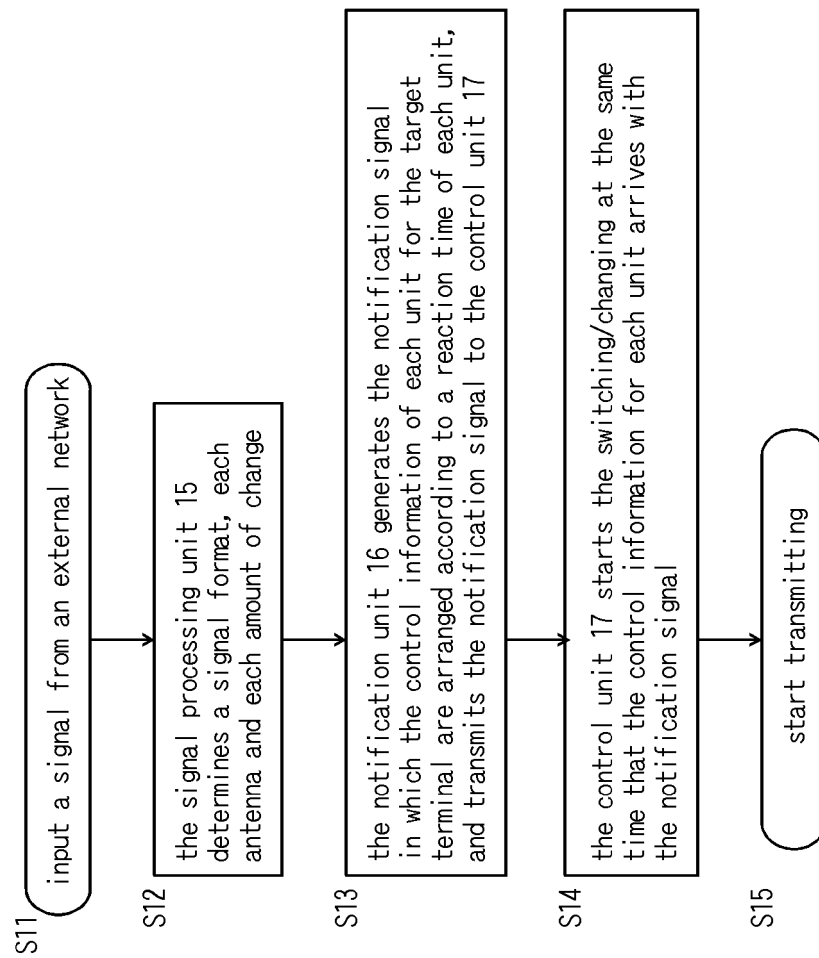 S11
input a signal from an external network
S12
the signal processing unit 15
determines a signal format, each
antenna and each amount of change
S13
the notification unit 16 generates the notification signal
in which the control information of each unit for the target
terminal are arranged according to a reaction time of each unit,
and transmits the notification signal to the control unit 17
S14
the control unit 17 starts the switching/changing at the same
time that the control information for each unit arrives with
the notification signal
S15
start transmitting